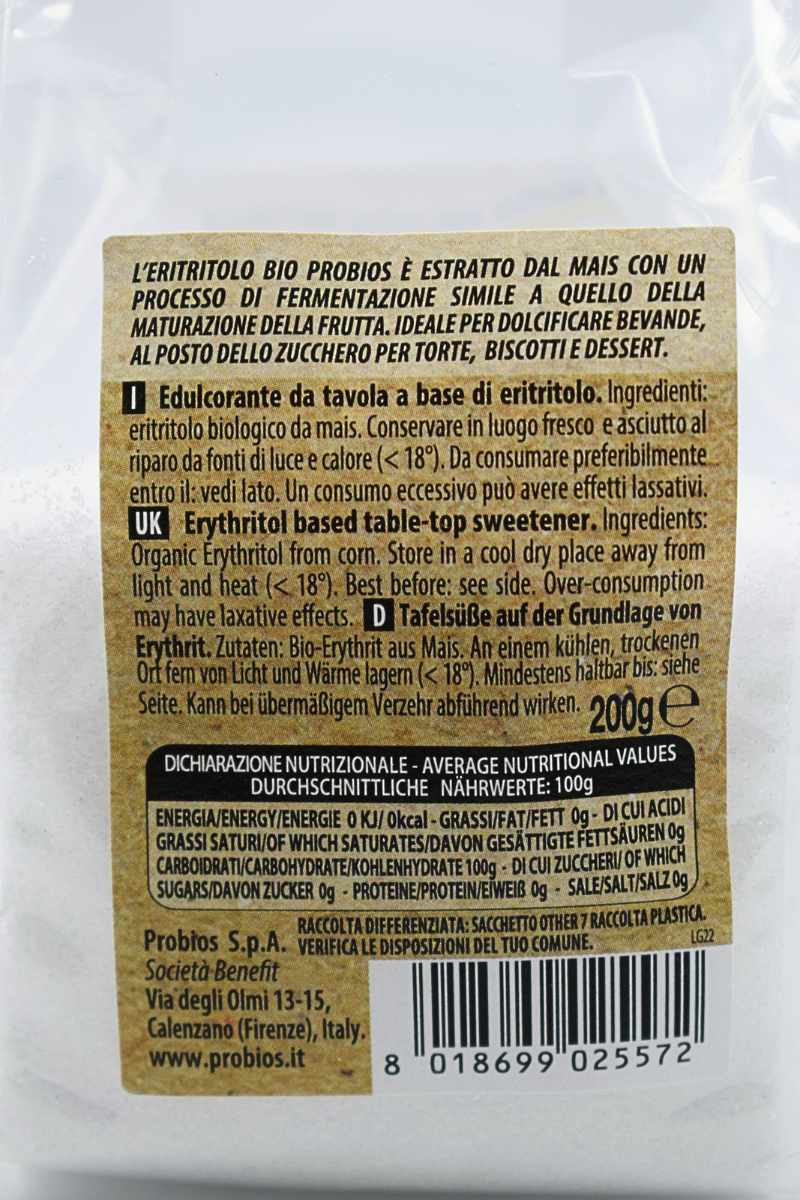 L'ERITRITOLO BIO PROBIOS È ESTRATTO DAL MAIS CON UN
PROCESSO DI FERMENTAZIONE SIMILE A QUELLO DELLA
MATURAZIONE DELLA FRUTTA. IDEALE PER DOLCIFICARE BEVANDE,
AL POSTO DELLO ZUCCHERO PER TORTE, BISCOTTI E DESSERT.
I Edulcorante da tavola a base di eritritolo. Ingredienti:
eritritolo biologico da mais. Conservare in luogo fresco e asciutto al
riparo da fonti di luce e calore (< 18°). Da consumare preferibilmente
entro il: vedi lato. Un consumo eccessivo può avere effetti lassativi.
UK Erythritol based table-top sweetener. Ingredients:
Organic Erythritol from corn. Store in a cool dry place away from
light and heat (< 18°). Best before: see side. Over-consumption
may have laxative effects. D Tafelsüße auf der Grundlage von
Erythrit. Zutaten: Bio-Erythrit aus Mais. An einem kühlen, trockenen
Ort fern von Licht und Wärme lagern (< 18°). Mindestens haltbar bis: siehe
Seite. Kann bei übermäßigem Verzehr abführend wirken. 200g e
DICHIARAZIONE NUTRIZIONALE - AVERAGE NUTRITIONAL VALUES
DURCHSCHNITTLICHE NÄHRWERTE: 100g
ENERGIA/ENERGY/ENERGIE 0 KJ/ 0kcal - GRASSI/FAT/FETT 0g - DI CUI ACIDI
GRASSI SATURI/OF WHICH SATURATES/DAVON GESÄTTIGTE FETTSÄUREN 0g
CARBOIDRATI/CARBOHYDRATE/KOHLENHYDRATE 100g - DI CUI ZUCCHERI/ OF WHICH
SUGARS/DAVON ZUCKER 0g - PROTEINE/PROTEIN/EIWEIß 0g - SALE/SALT/SALZ 0g
RACCOLTA DIFFERENZIATA: SACCHETTO OTHER 7 RACCOLTA PLASTICA.
VERIFICA LE DISPOSIZIONI DEL TUO COMUNE. LG22
Probios S.p.A.
Società Benefit
Via degli Olmi 13-15,
Calenzano (Firenze), Italy.
www.probios.it
8 018699 025572